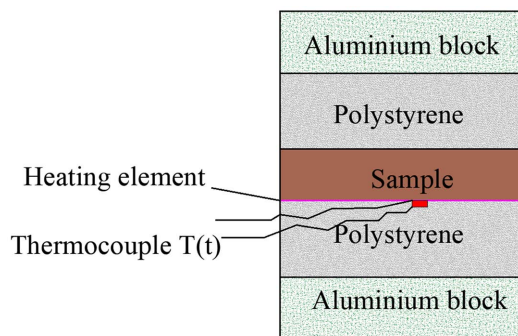 Aluminium block
Polystyrene
Sample
Heating element
Thermocouple T(t)
Polystyrene
Aluminium block